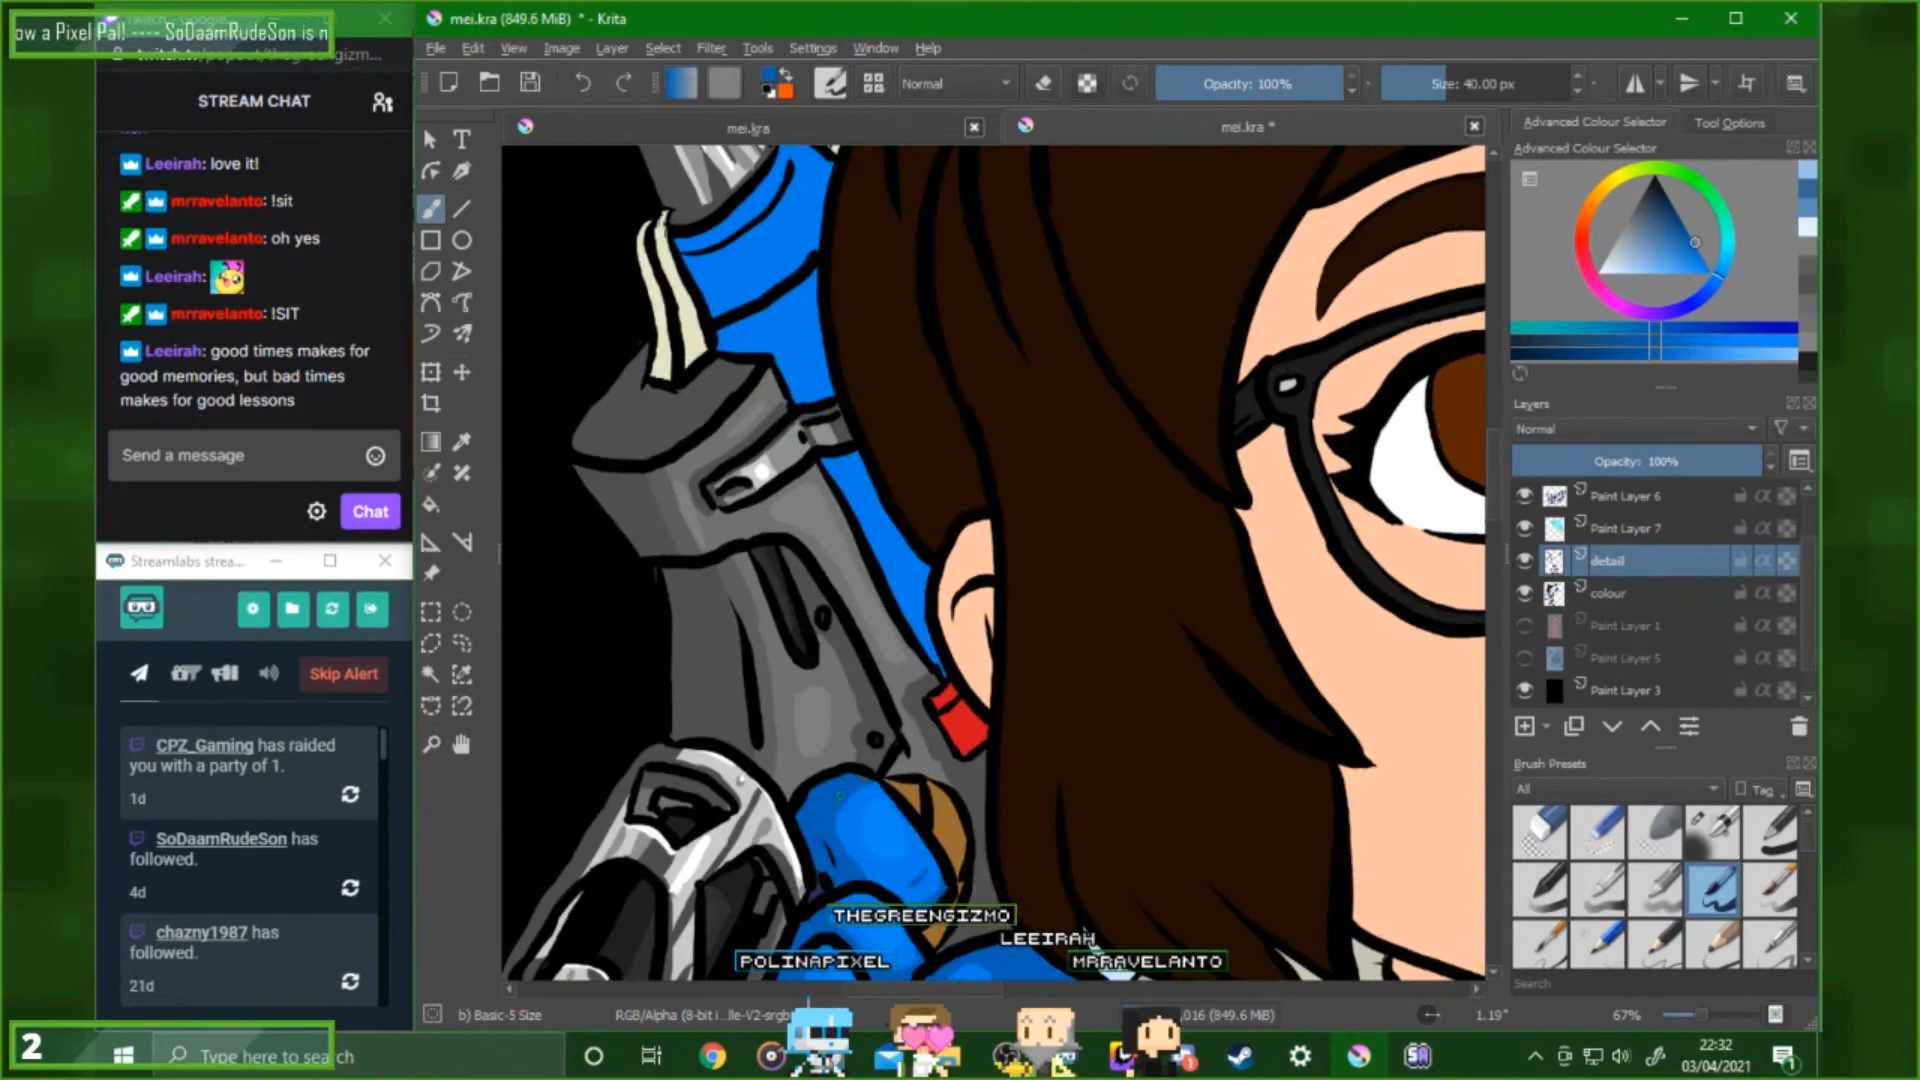 ow a Pixel Pal! ---- SoDaamRudeSon is n
STREAM CHAT
Leeirah: love it!
mrravelanto: !sit
mrravelanto: oh yes
Leeirah:
mrravelanto: !SIT
Leeirah: good times makes for
good memories, but bad times
makes for good lessons
Send a message
Chat
Streamlabs strea...
Skip Alert
CPZ_Gaming has raided
you with a party of 1.
1d
SoDaamRudeSon has
followed.
4d
chazny1987 has
followed.
21d
2
Type here to search
mei.kra (849.6 MiB) * - Krita
File Edit View Image Layer Select Filter Tools Settings Window Help
Normal
Opacity: 100%
Size: 40.00 px
mei.kra
mei.kra *
Advanced Colour Selector
Tool Options
Advanced Colour Selector
Layers
Normal
Opacity: 100%
Paint Layer 6
Paint Layer 7
detail
colour
Paint Layer 1
Paint Layer 5
Paint Layer 3
Brush Presets
All
Tag
Search
THEGREENGIZMO
LEEIRAH
POLINAPIXEL
MRRAVELANTO
b) Basic-5 Size
RGB/Alpha (8-bit i...lle-V2-srgb
,016 (849.6 MiB)
1.19"
67%
22:32
03/04/2021